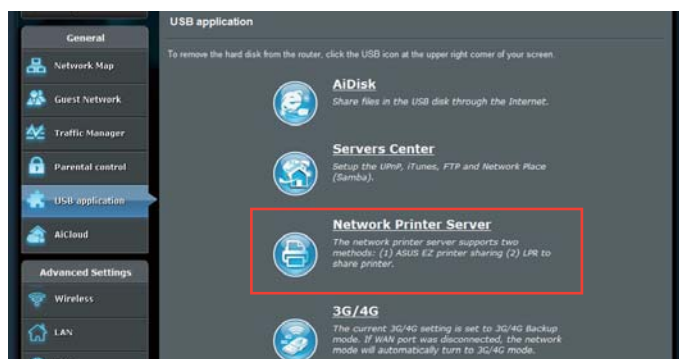 General
Network Map
Guest Network
Traffic Manager
Parental control
USB application
AiCloud
Advanced Settings
Wireless
LAN
USB application
To remove the hard disk from the router, click the USB icon at the upper right corner of your screen.
AiDisk
Share files in the USB disk through the Internet.
Servers Center
Setup the UPnP, iTunes, FTP and Network Place
(Samba).
Network Printer Server
The network printer server supports two
methods: (1) ASUS EZ printer sharing (2) LPR to
share printer.
3G/4G
The current 3G/4G setting is set to 3G/4G Backup
mode. If WAN port was disconnected, the network
mode will automatically turn to 3G/4G mode.